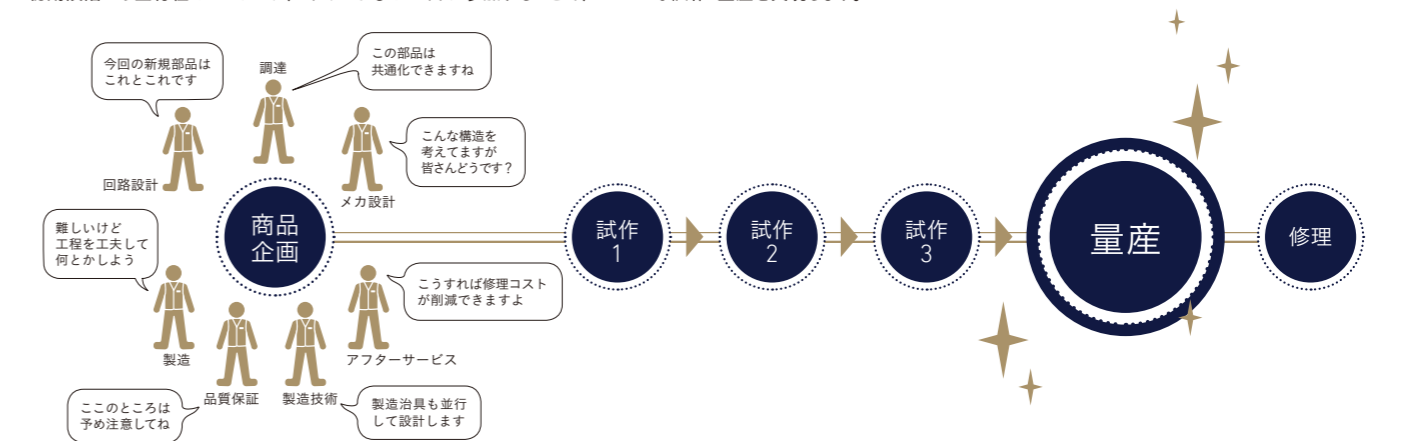 今回の新規部品は
これとこれです
調達
この部品は
共通化できますね
こんな構造を
考えてますが
皆さんどうです？
回路設計
メカ設計
商品
企画
難しいけど
工程を工夫して
何とかしよう
製造
こうすれば修理コスト
が削減できますよ
アフターサービス
品質保証
製造技術
ここのところは
予め注意してね
製造治具も並行
して設計します
試作
1
試作
2
試作
3
量産
修理